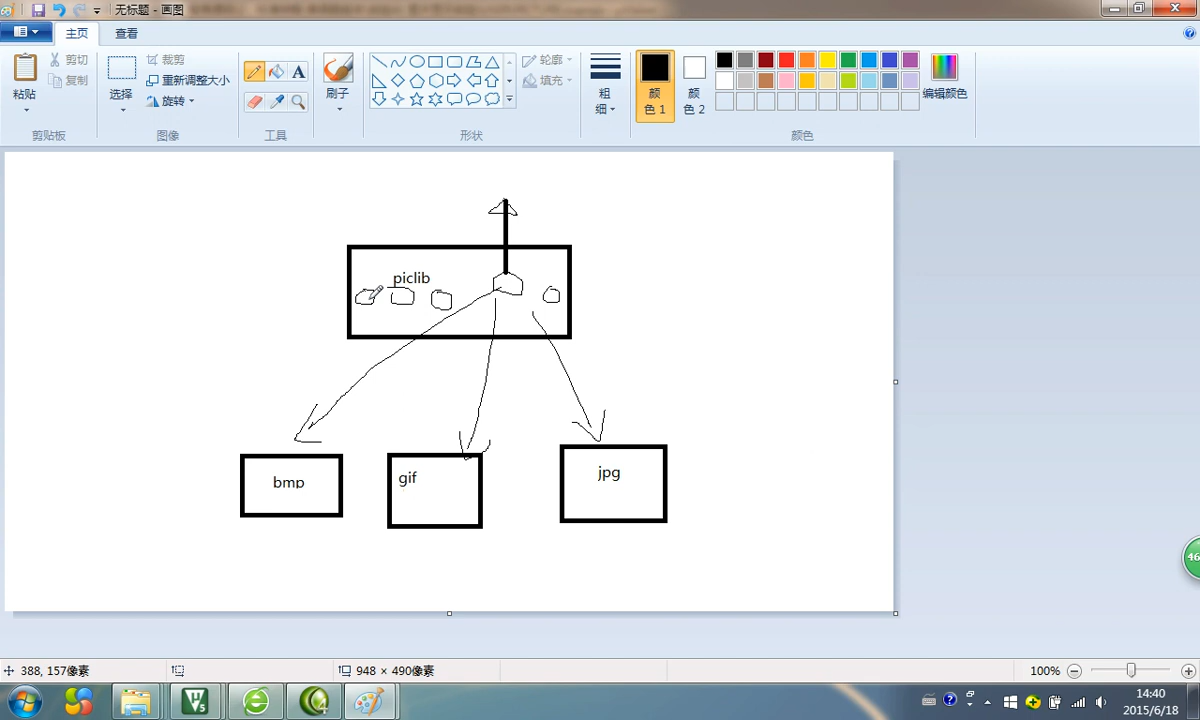 无标题 - 画图
主页
查看
粘贴
剪切
复制
剪贴板
选择
裁剪
重新调整大小
旋转
图像
A
工具
刷子
轮廓
填充
形状
粗
细
颜
色 1
颜
色 2
编辑颜色
颜色
piclib
bmp
gif
jpg
46
388, 157像素
948 × 490像素
100%
14:40
2015/6/18